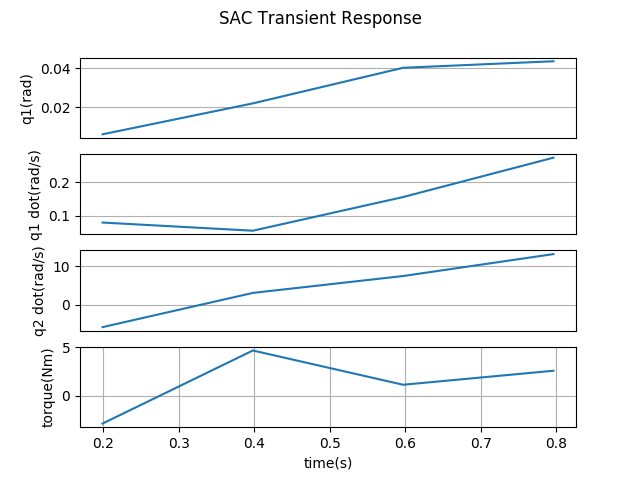 SAC Transient Response
0.04
0.02
q1(rad)
0.2
0.1
q1 dot(rad/s)
10
0
q2 dot(rad/s)
5
0
torque(Nm)
0.2 0.3 0.4 0.5 0.6 0.7 0.8
time(s)